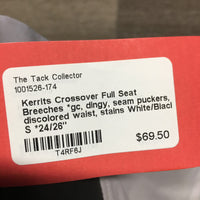 The Tack Collector
1001526-174
Kerrits Crossover Full Seat
Breeches *gc, dingy, seam puckers,
discolored waist, stains White/Blacl
S *24/26"
$69.50
T4RF6J